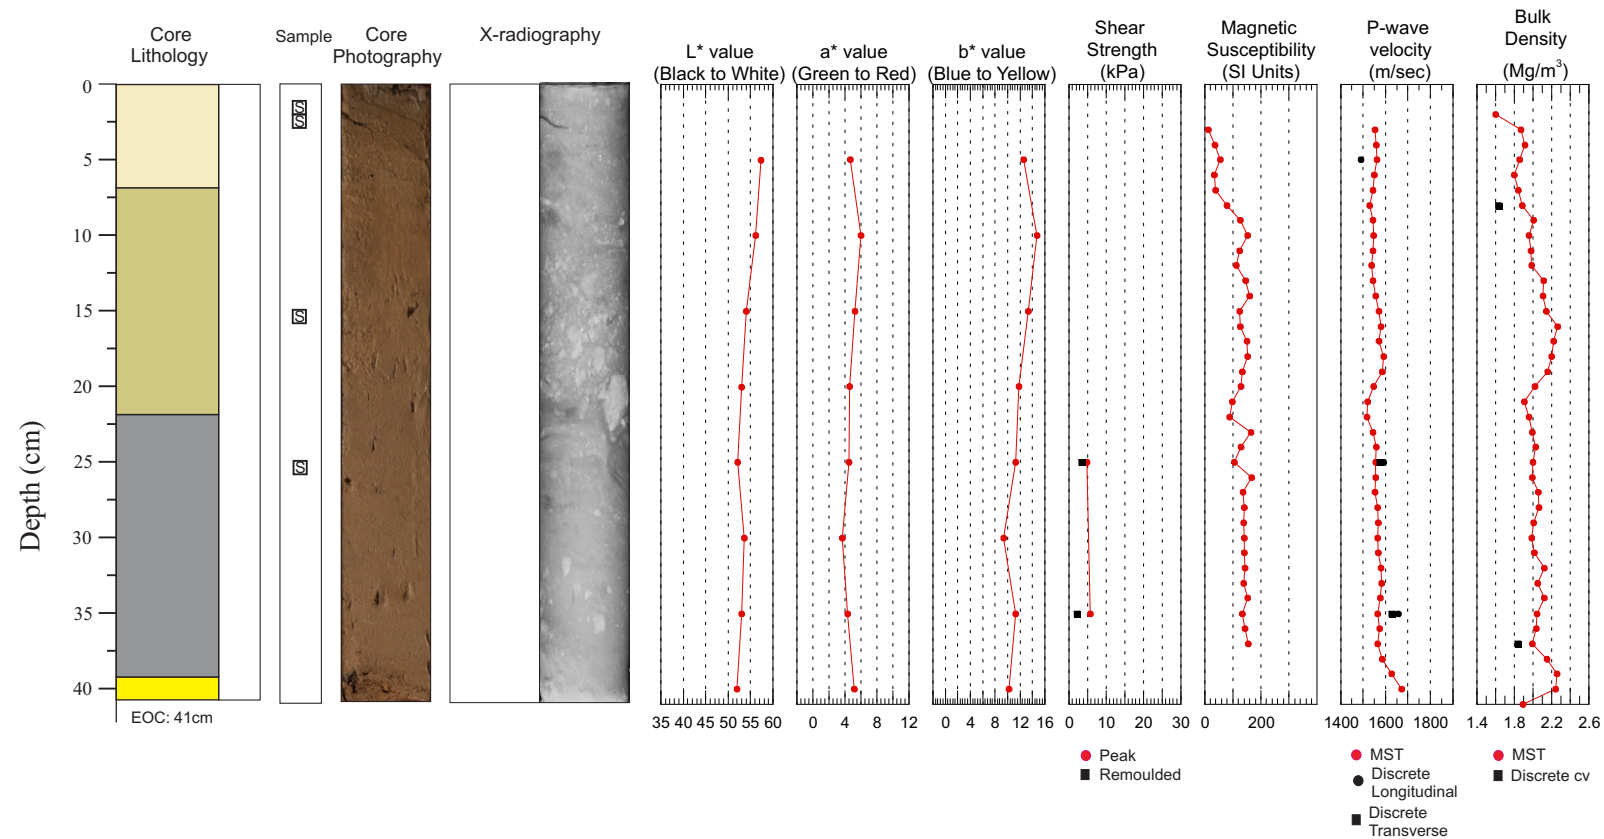 Core
Lithology
Sample
Core
Photography
X-radiography
L* value
(Black to White)
a* value
(Green to Red)
b* value
(Blue to Yellow)
Shear
Strength
(kPa)
Magnetic
Susceptibility
(SI Units)
P-wave
velocity
(m/sec)
Bulk
Density
(Mg/m³)
Depth (cm)
0
5
10
15
20
25
30
35
40
EOC: 41cm
S
S
S
S
35 40 45 50 55 60
0 4 8 12
0 4 8 12 16
0 10 20 30
0 200
1400 1600 1800
1.4 1.8 2.2 2.6
Peak
Remoulded
MST
Discrete
Longitudinal
Discrete
Transverse
MST
Discrete cv